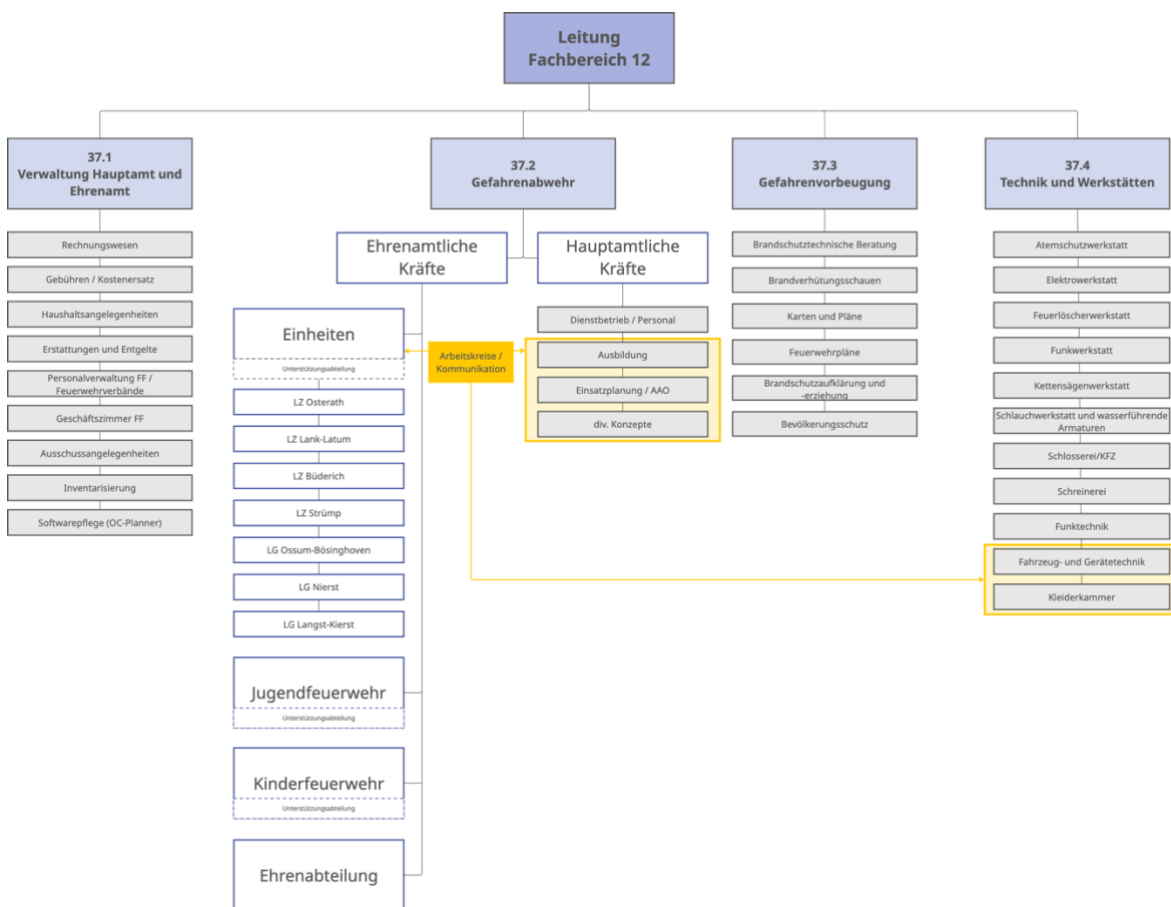 Leitung
Fachbereich 12
37.1
Verwaltung Hauptamt und
Ehrenamt
Rechnungswesen
Gebühren / Kostenersatz
Haushaltsangelegenheiten
Erstattungen und Entgelte
Personalverwaltung FF /
Feuerwehrverbände
Geschäftszimmer FF
Ausschussangelegenheiten
Inventarisierung
Softwarepflege (OC-Planner)
37.2
Gefahrenabwehr
Ehrenamtliche
Kräfte
Einheiten
Unterstützungsabteilung
LZ Osterath
LZ Lank-Latum
LZ Büderich
LZ Strümp
LG Ossum-Bösinghoven
LG Nierst
LG Langst-Kierst
Jugendfeuerwehr
Unterstützungsabteilung
Kinderfeuerwehr
Unterstützungsabteilung
Ehrenabteilung
Arbeitskreise /
Kommunikation
Hauptamtliche
Kräfte
Dienstbetrieb / Personal
Ausbildung
Einsatzplanung / AAO
div. Konzepte
37.3
Gefahrenvorbeugung
Brandschutztechnische Beratung
Brandverhütungsschauen
Karten und Pläne
Feuerwehrpläne
Brandschutzaufklärung und
-erziehung
Bevölkerungsschutz
37.4
Technik und Werkstätten
Atemschutzwerkstatt
Elektrowerkstatt
Feuerlöscherwerkstatt
Funkwerkstatt
Kettensägenwerkstatt
Schlauchwerkstatt und wasserführende
Armaturen
Schlosserei/KFZ
Schreinerei
Funktechnik
Fahrzeug- und Gerätetechnik
Kleiderkammer